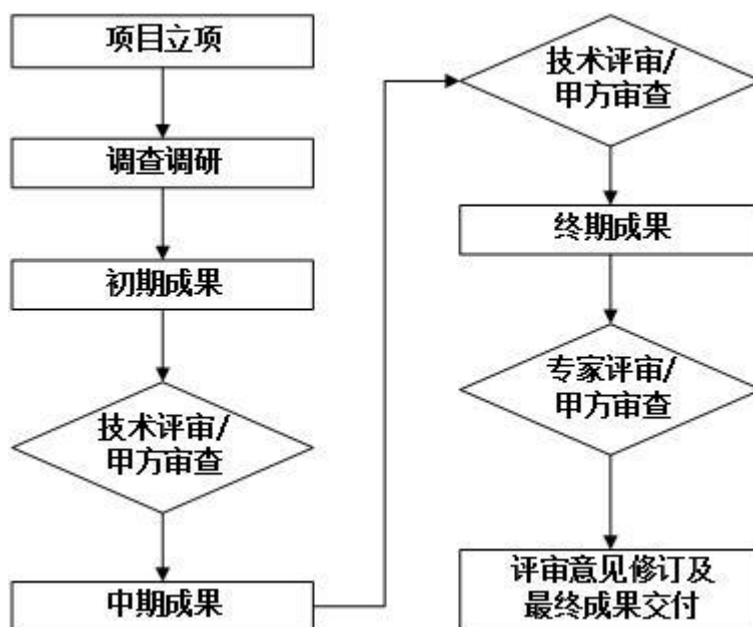 项目立项
调查调研
初期成果
技术评审/
甲方审查
中期成果
技术评审/
甲方审查
终期成果
专家评审/
甲方审查
评审意见修订及
最终成果交付